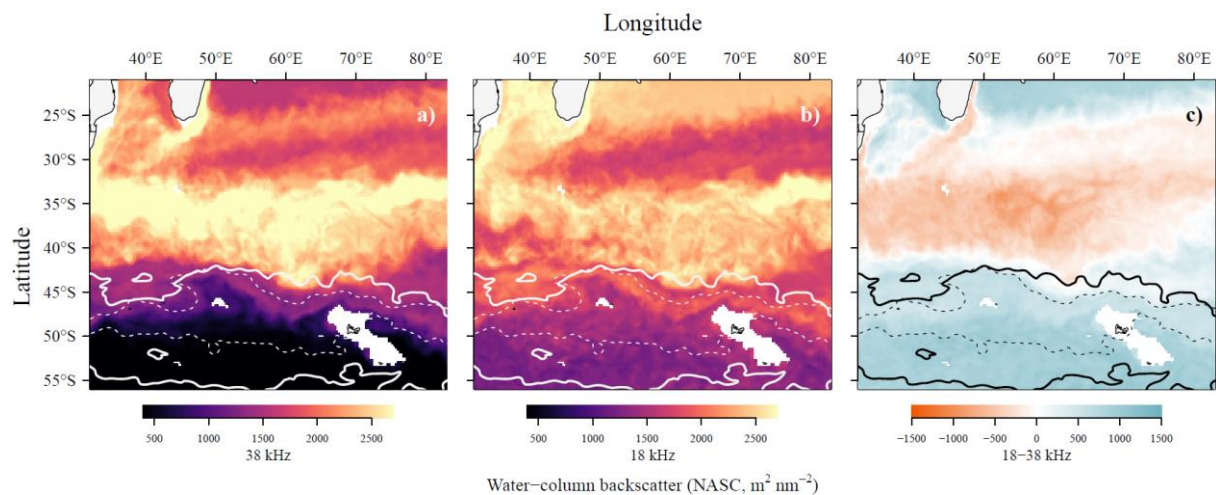 Longitude
40°E 50°E 60°E 70°E 80°E 40°E 50°E 60°E 70°E 80°E 40°E 50°E 60°E 70°E 80°E
a) b) c)
25°S
30°S
35°S
Latitude
40°S
45°S
50°S
55°S
500 1000 1500 2000 2500 500 1000 1500 2000 2500 −1500 −1000 −500 0 500 1000 1500
38 kHz 18 kHz 18−38 kHz
Water−column backscatter (NASC, m² nm⁻²)